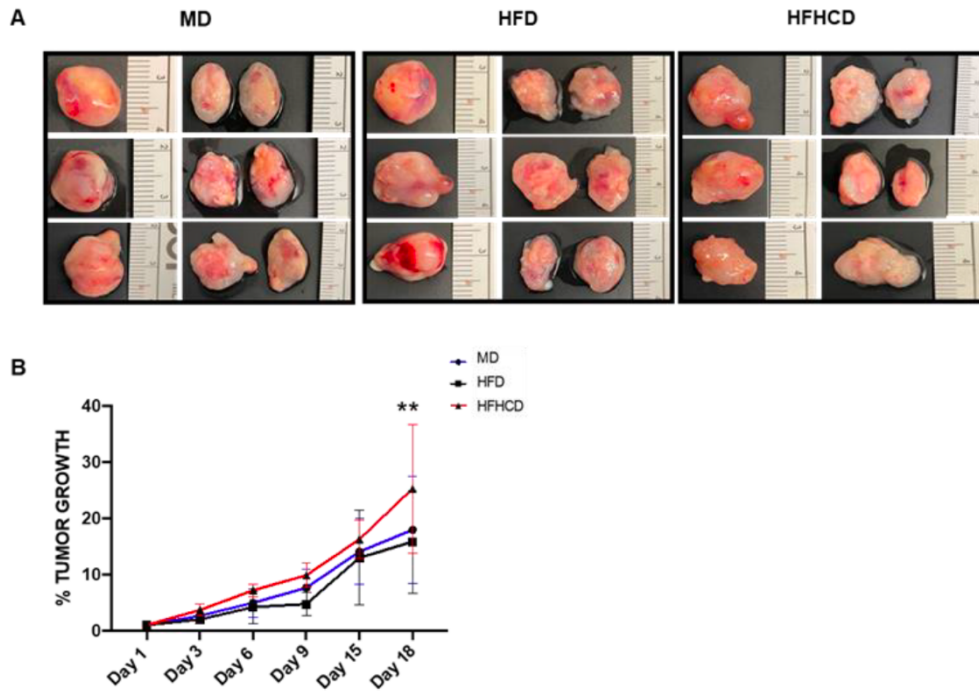 A
MD
HFD
HFHCD
B
MD
HFD
HFHCD
**
% TUMOR GROWTH
40
30
20
10
0
Day 1
Day 3
Day 6
Day 9
Day 15
Day 18